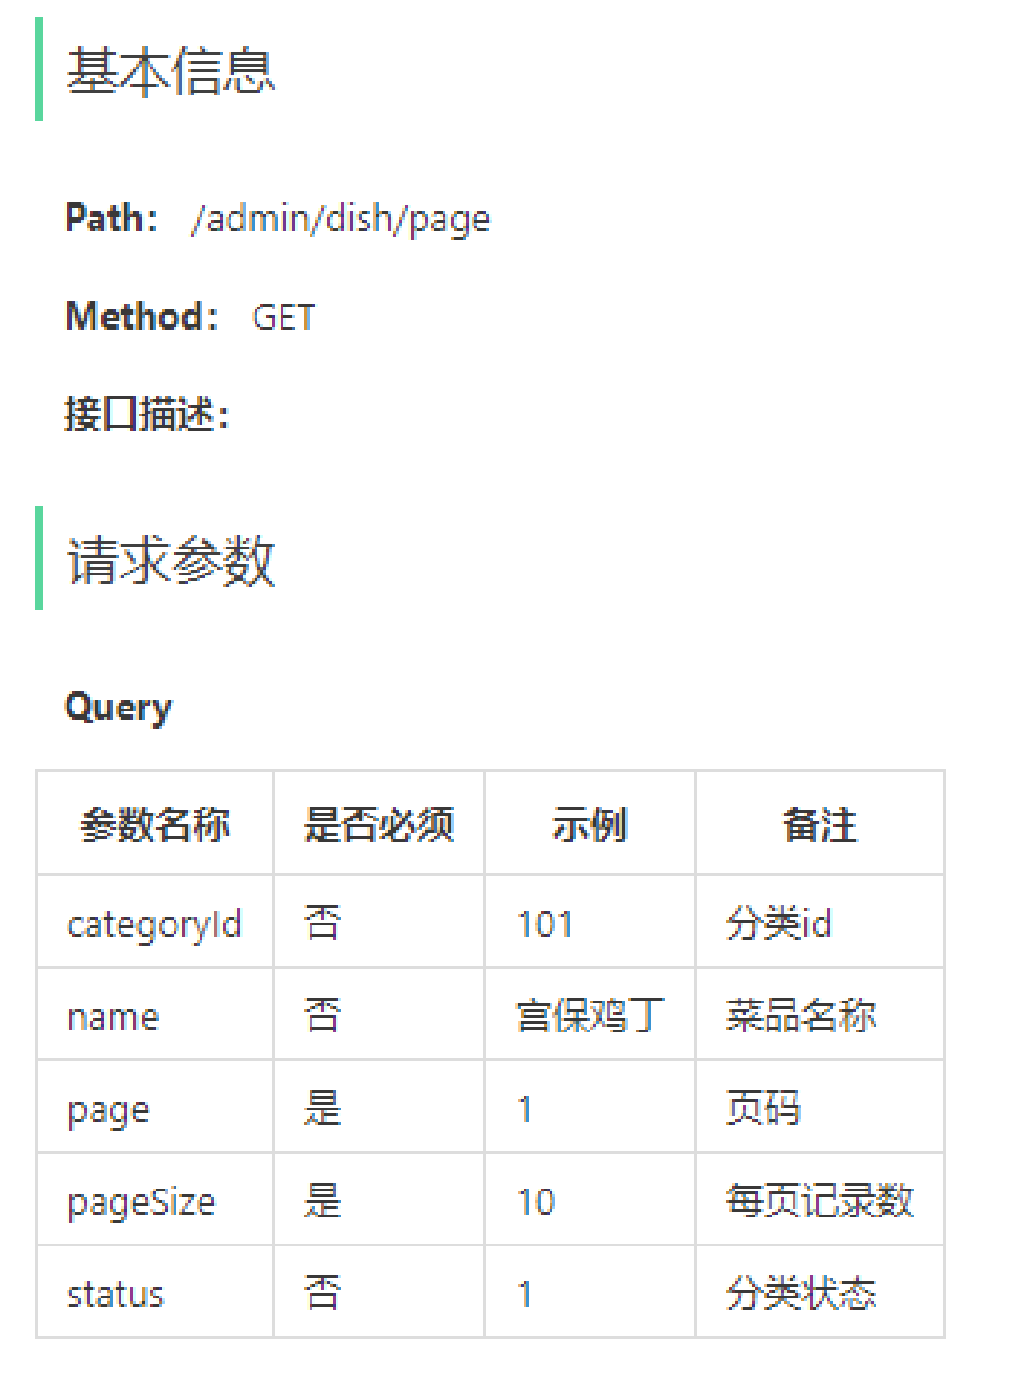 基本信息
Path： /admin/dish/page
Method： GET
接口描述：
请求参数
Query
参数名称 是否必须 示例 备注
categoryId 否 101 分类id
name 否 宫保鸡丁 菜品名称
page 是 1 页码
pageSize 是 10 每页记录数
status 否 1 分类状态